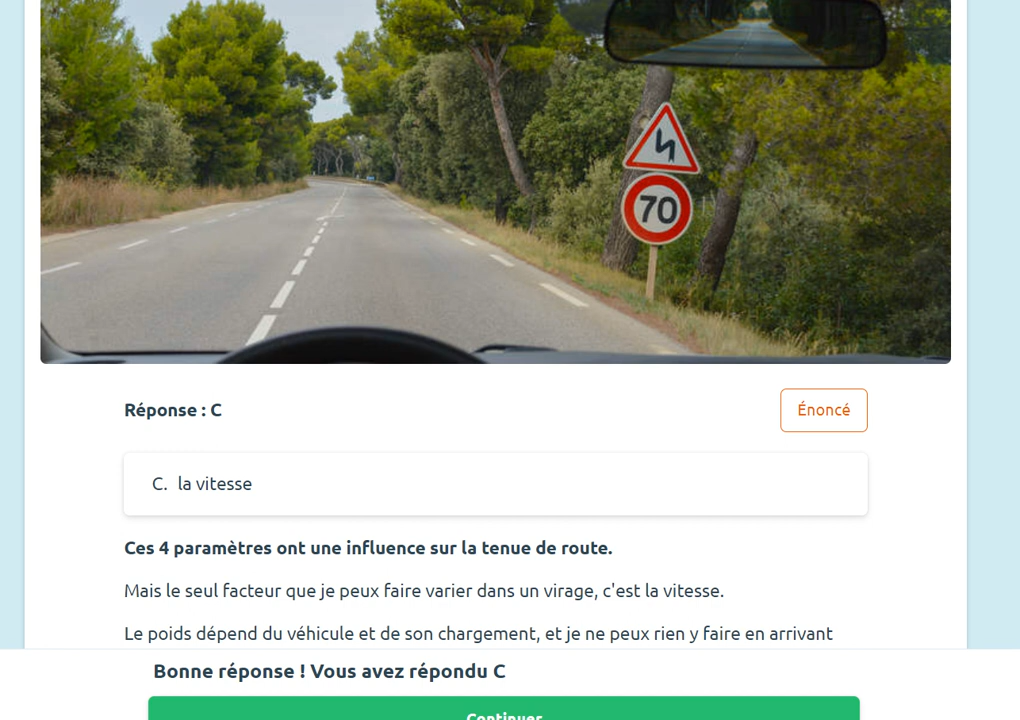 70
Réponse : C
Énoncé
C. la vitesse
Ces 4 paramètres ont une influence sur la tenue de route.
Mais le seul facteur que je peux faire varier dans un virage, c'est la vitesse.
Le poids dépend du véhicule et de son chargement, et je ne peux rien y faire en arrivant
Bonne réponse ! Vous avez répondu C
Continuer